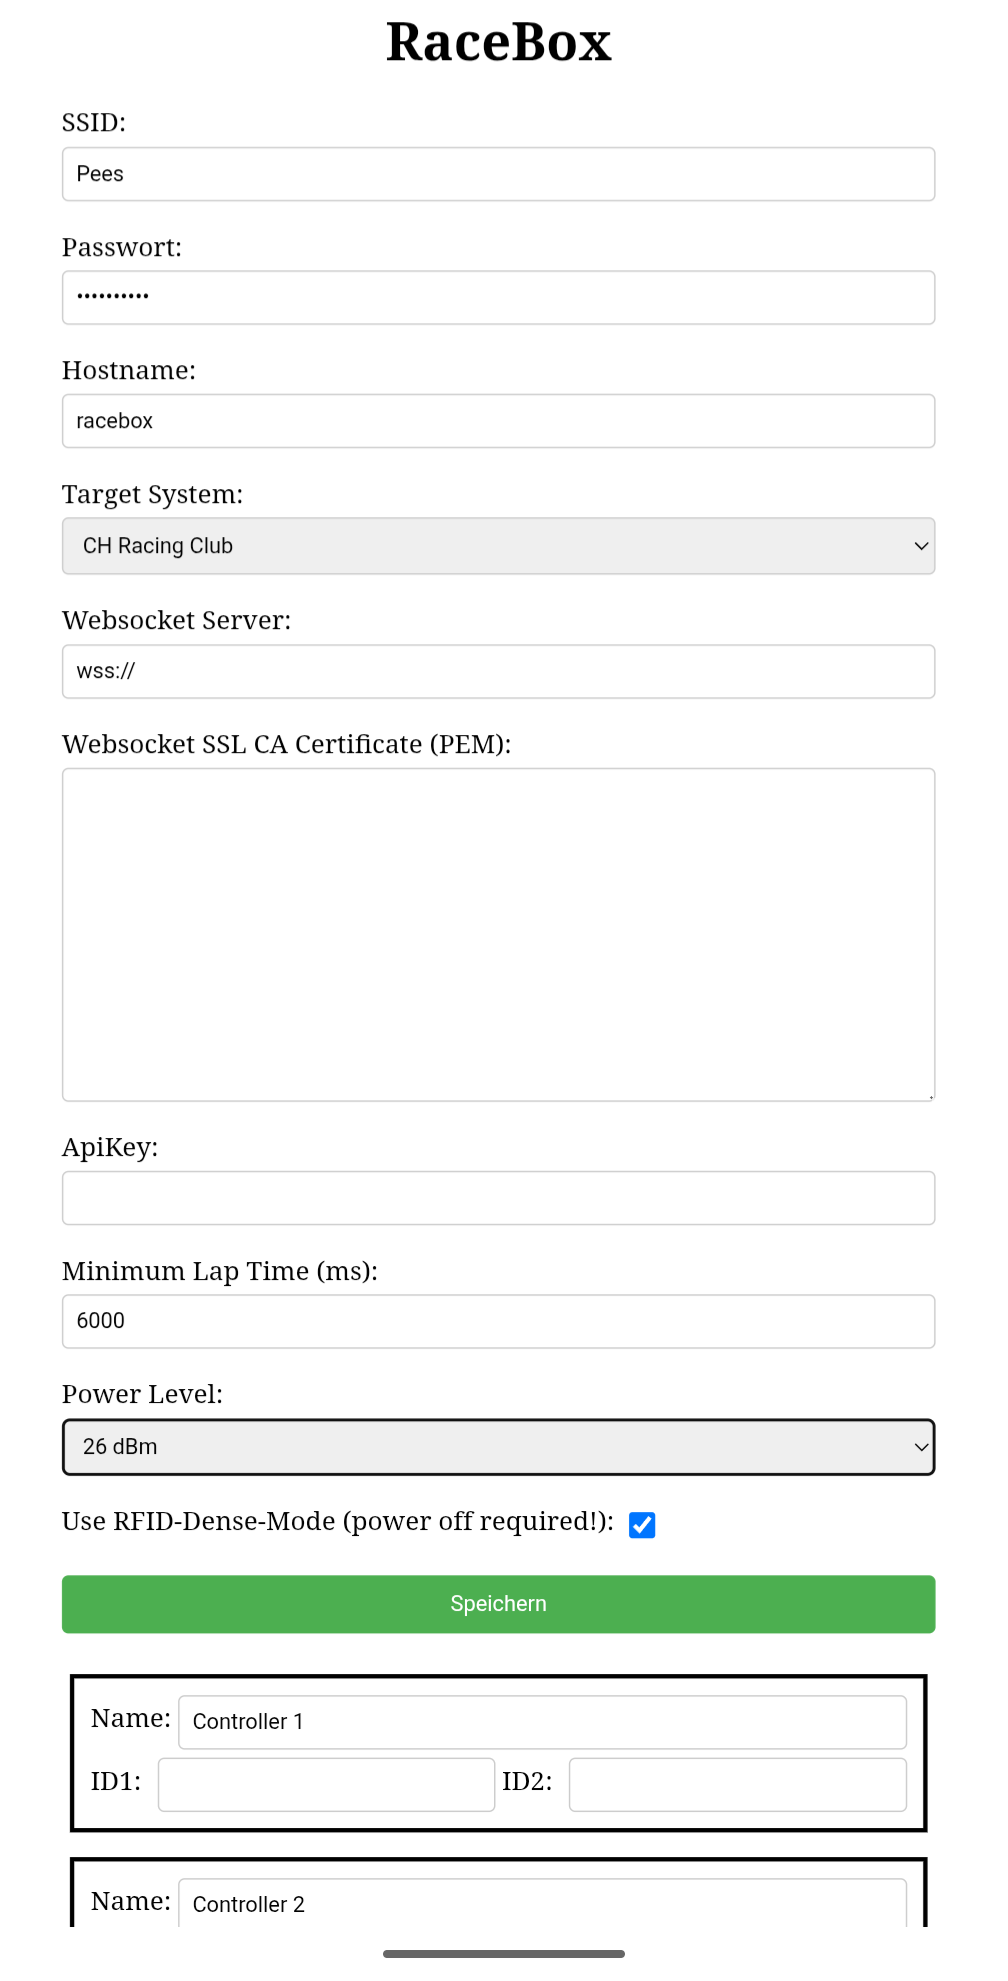 RaceBox
SSID:
Pees
Passwort:
••••••••••
Hostname:
racebox
Target System:
CH Racing Club
Websocket Server:
wss://
Websocket SSL CA Certificate (PEM):
ApiKey:
Minimum Lap Time (ms):
6000
Power Level:
26 dBm
Use RFID-Dense-Mode (power off required!):
Speichern
Name: Controller 1
ID1: ID2:
Name: Controller 2